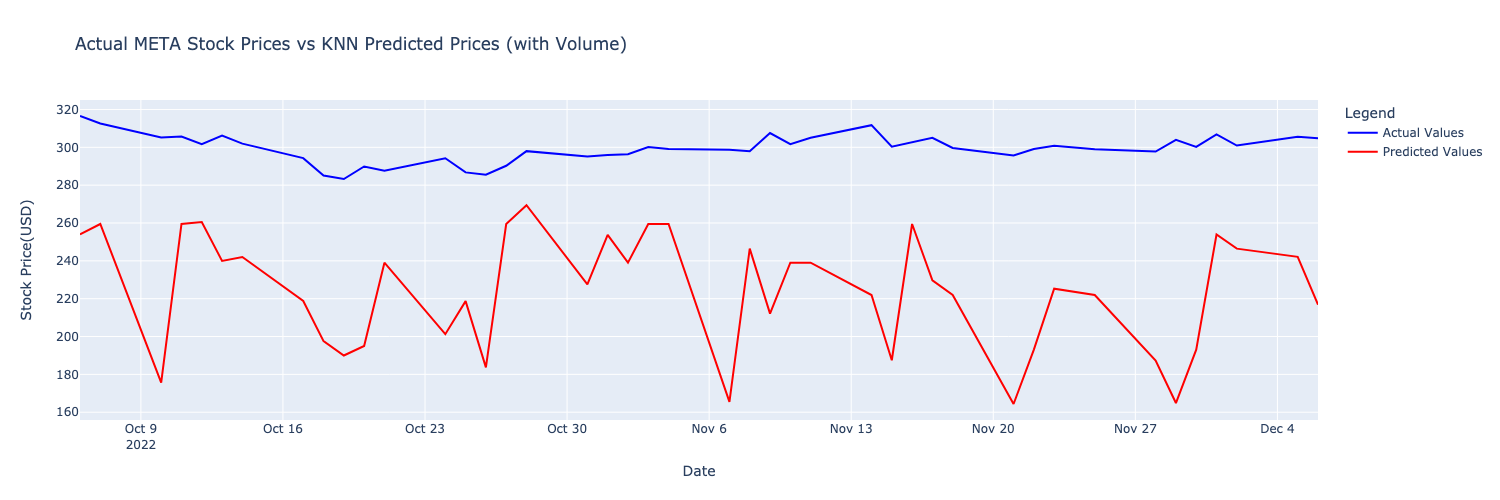 Actual META Stock Prices vs KNN Predicted Prices (with Volume)
Legend
Actual Values
Predicted Values
Stock Price(USD)
320
300
280
260
240
220
200
180
160
Oct 9
2022
Oct 16
Oct 23
Oct 30
Nov 6
Nov 13
Nov 20
Nov 27
Dec 4
Date